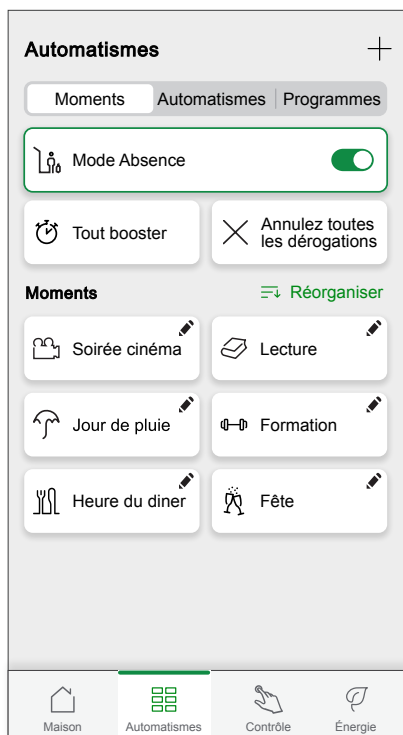 Automatismes
Moments Automatismes Programmes
Mode Absence
Tout booster
Annulez toutes
les dérogations
Moments
Réorganiser
Soirée cinéma
Lecture
Jour de pluie
Formation
Heure du diner
Fête
Maison Automatismes Contrôle Énergie